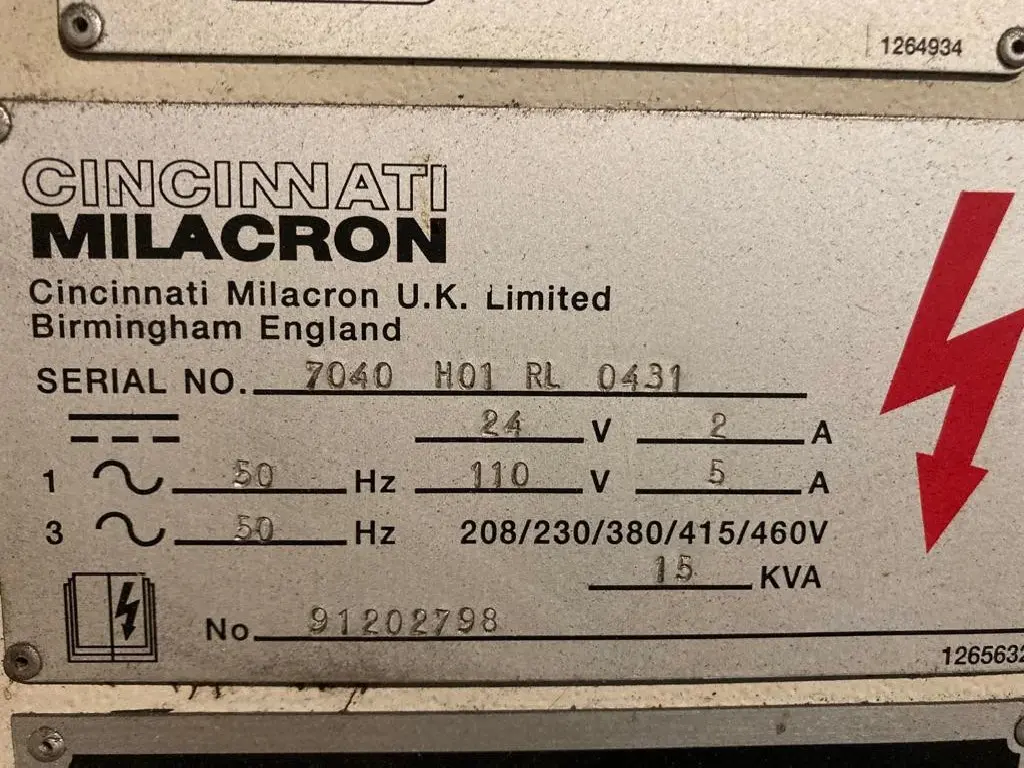 1264934
CINCINNATI
MILACRON
Cincinnati Milacron U.K. Limited
Birmingham England
SERIAL NO. 7040 H01 RL 0431
24 V 2 A
1 50 Hz 110 V 5 A
3 50 Hz 208/230/380/415/460V
15 KVA
No. 91202798
1265632